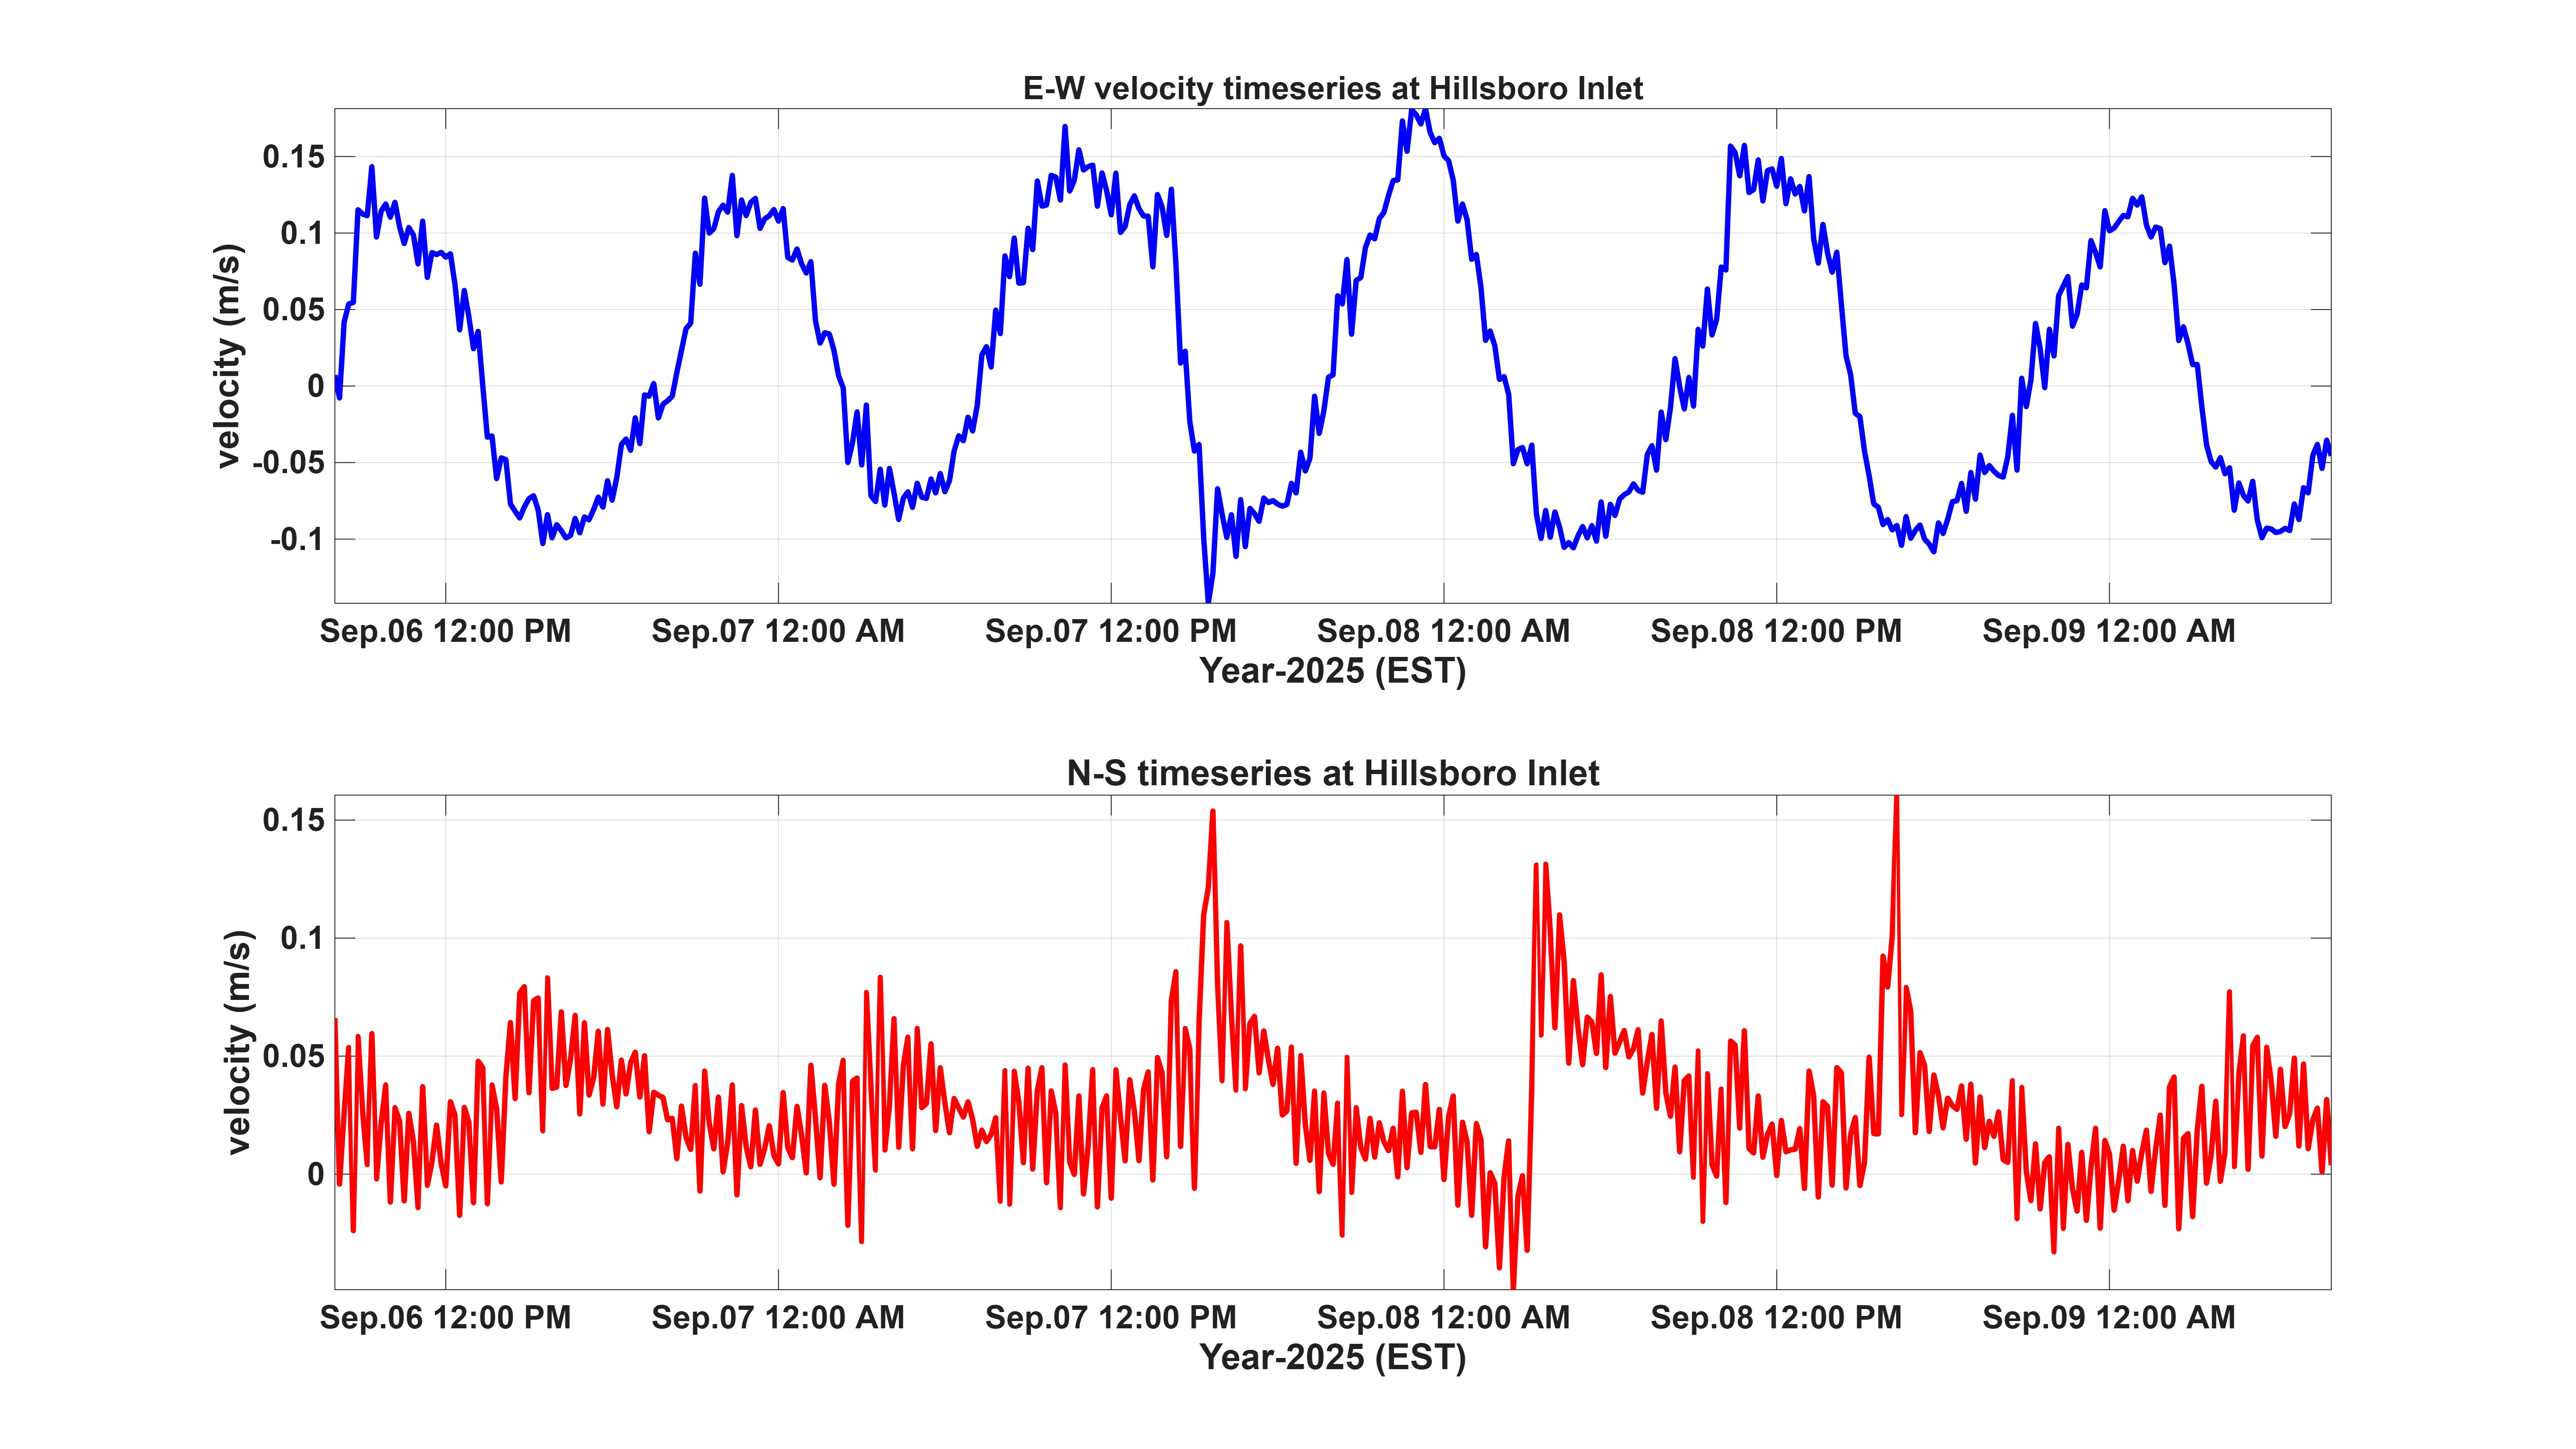 E-W velocity timeseries at Hillsboro Inlet
velocity (m/s)
0.15
0.1
0.05
0
-0.05
-0.1
Sep.06 12:00 PM Sep.07 12:00 AM Sep.07 12:00 PM Sep.08 12:00 AM Sep.08 12:00 PM Sep.09 12:00 AM
Year-2025 (EST)
N-S timeseries at Hillsboro Inlet
velocity (m/s)
0.15
0.1
0.05
0
Sep.06 12:00 PM Sep.07 12:00 AM Sep.07 12:00 PM Sep.08 12:00 AM Sep.08 12:00 PM Sep.09 12:00 AM
Year-2025 (EST)